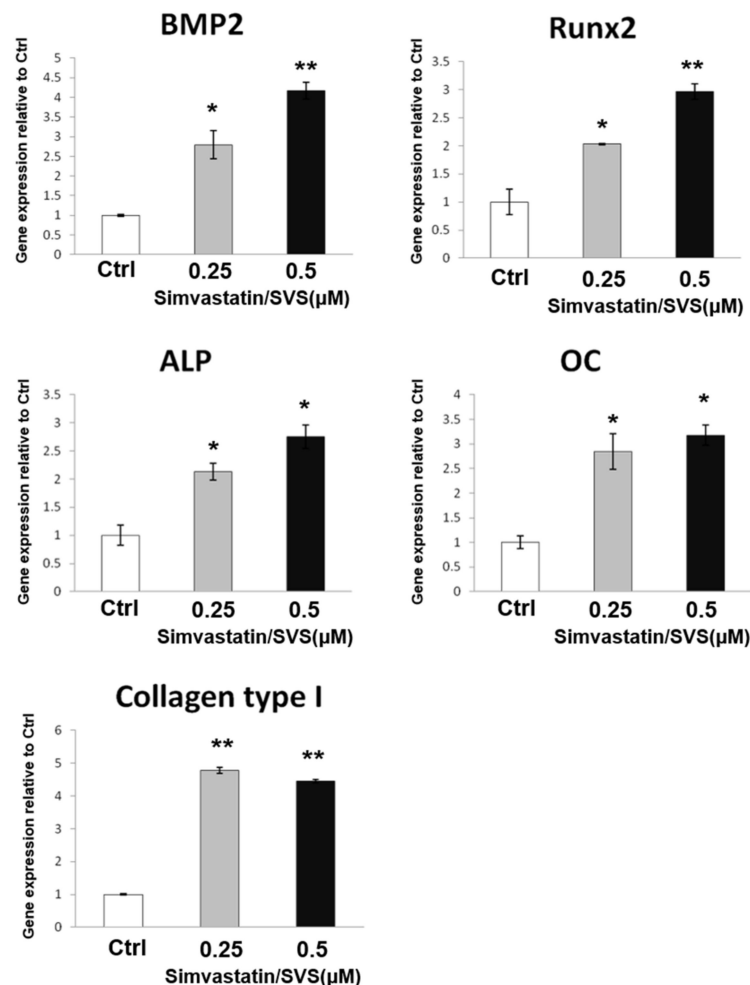 BMP2
Gene expression relative to Ctrl
5
4.5
4
3.5
3
2.5
2
1.5
1
0.5
0
*
**
Ctrl 0.25 0.5
Simvastatin/SVS(µM)
Runx2
Gene expression relative to Ctrl
3.5
3
2.5
2
1.5
1
0.5
0
*
**
Ctrl 0.25 0.5
Simvastatin/SVS(µM)
ALP
Gene expression relative to Ctrl
3.5
3
2.5
2
1.5
1
0.5
0
*
*
Ctrl 0.25 0.5
Simvastatin/SVS(µM)
OC
Gene expression relative to Ctrl
4
3.5
3
2.5
2
1.5
1
0.5
0
*
*
Ctrl 0.25 0.5
Simvastatin/SVS(µM)
Collagen type I
Gene expression relative to Ctrl
6
5
4
3
2
1
0
**
**
Ctrl 0.25 0.5
Simvastatin/SVS(µM)